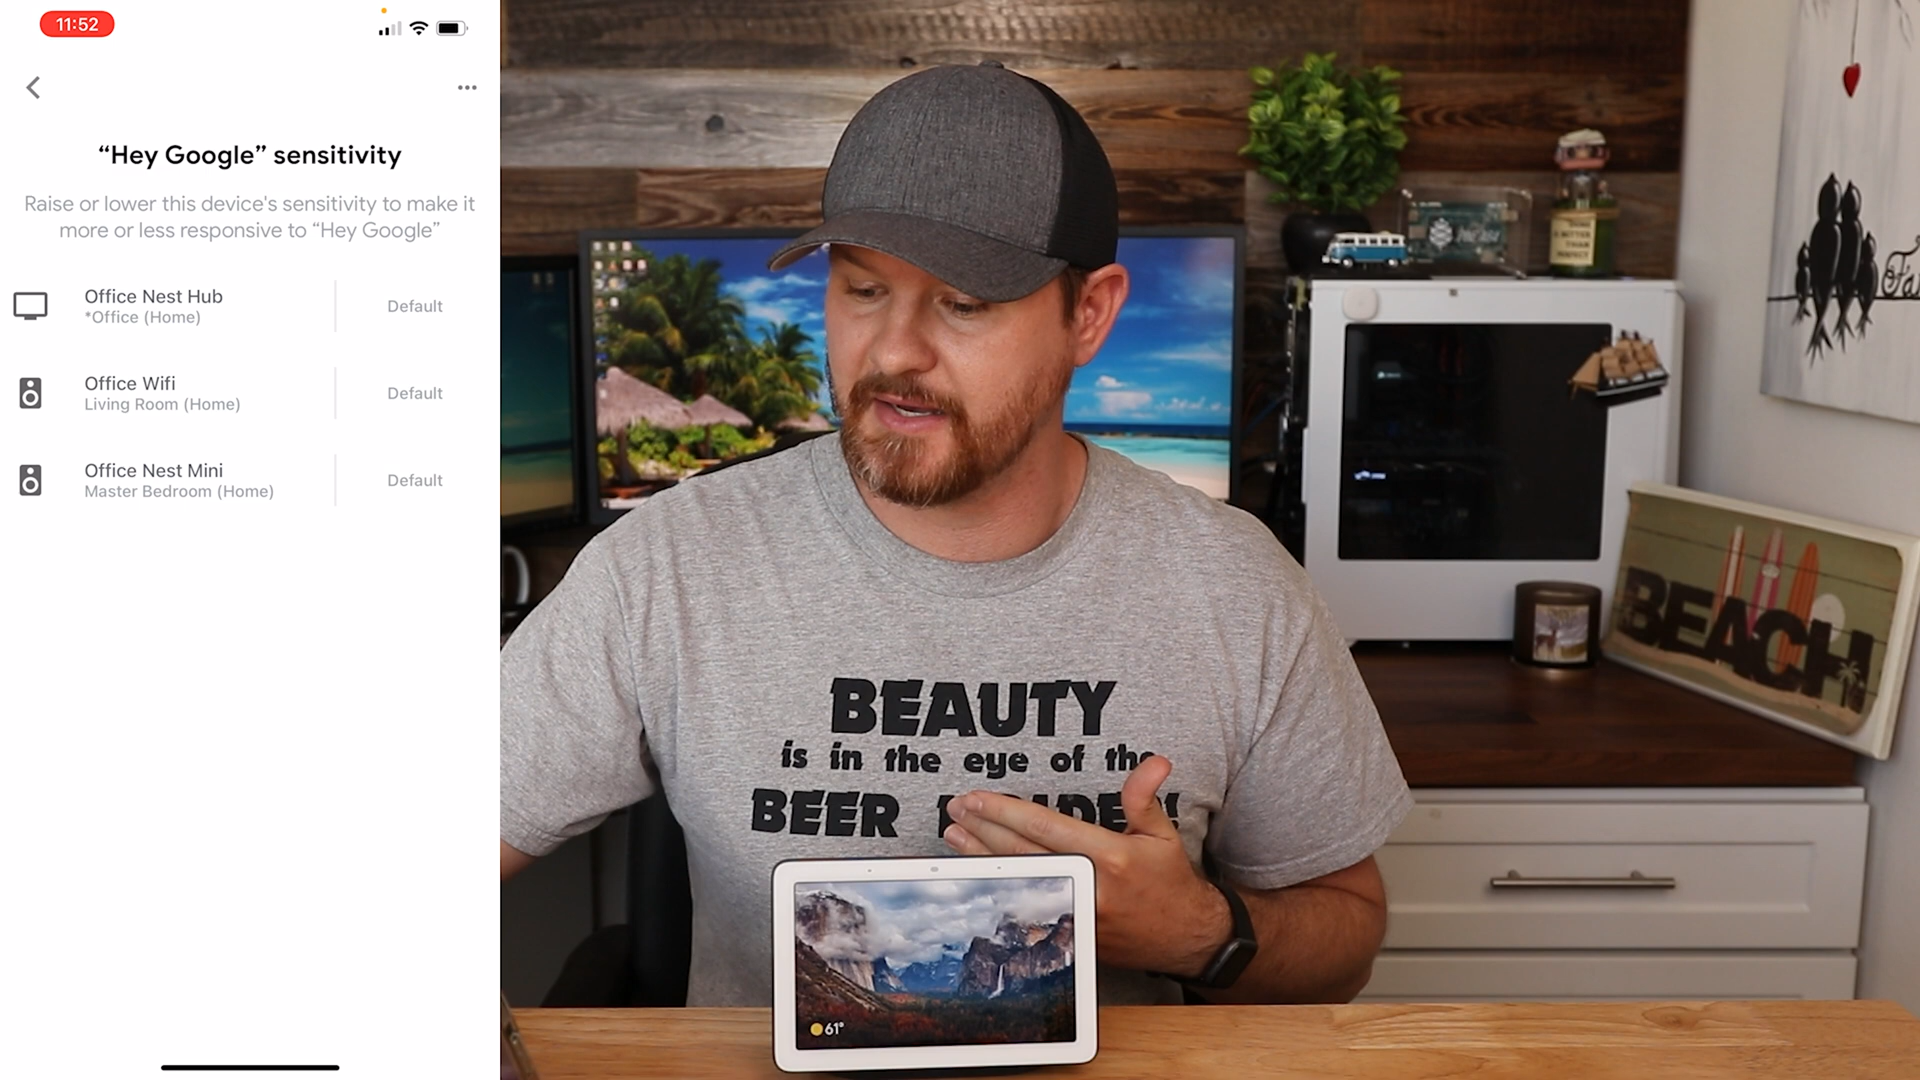 11:52
“Hey Google” sensitivity
Raise or lower this device's sensitivity to make it
more or less responsive to “Hey Google”
Office Nest Hub
*Office (Home)
Default
Office Wifi
Living Room (Home)
Default
Office Nest Mini
Master Bedroom (Home)
Default
BEAUTY
is in the eye of the
BEER
61°
BEACH